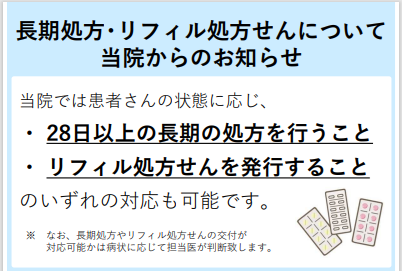 長期処方・リフィル処方せんについて
当院からのお知らせ
当院では患者さんの状態に応じ、
・ 28日以上の長期の処方を行うこと
・ リフィル処方せんを発行すること
のいずれの対応も可能です。
※ なお、長期処方やリフィル処方せんの交付が
対応可能かは病状に応じて担当医が判断致します。